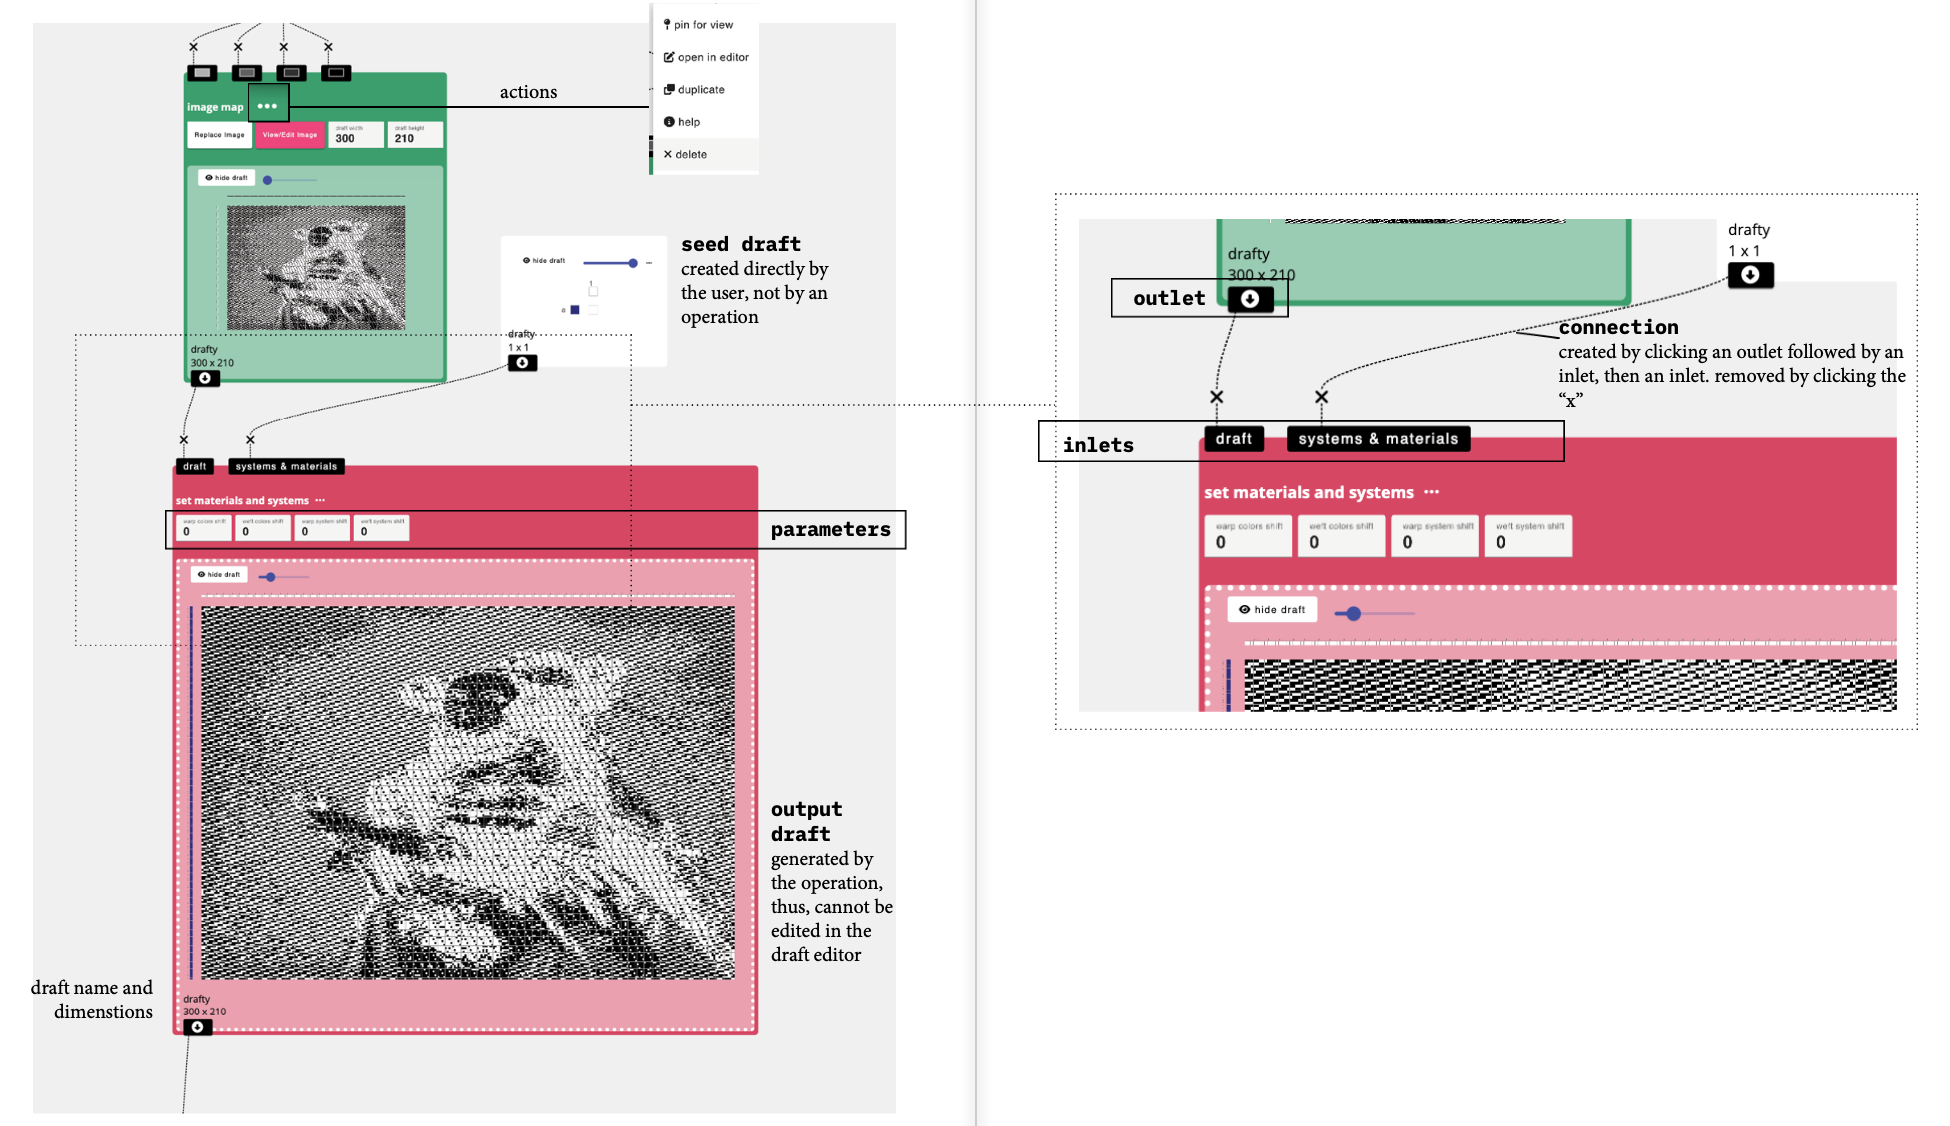 pin for view
open in editor
duplicate
help
delete
actions
image map •••
Replace Image
View/Edit Image
draft width
300
draft height
210
hide draft
drafty
300 x 210
hide draft
1
0
drafty
1 x 1
seed draft
created directly by
the user, not by an
operation
draft
systems & materials
set materials and systems •••
warp colors shift
0
weft colors shift
0
warp system shift
0
weft system shift
0
parameters
hide draft
output
draft
generated by
the operation,
thus, cannot be
edited in the
draft editor
draft name and
dimenstions
drafty
300 x 210
drafty
300 x 210
outlet
drafty
1 x 1
connection
created by clicking an outlet followed by an
inlet, then an inlet. removed by clicking the
“x”
inlets
draft
systems & materials
set materials and systems •••
warp colors shift
0
weft colors shift
0
warp system shift
0
weft system shift
0
hide draft